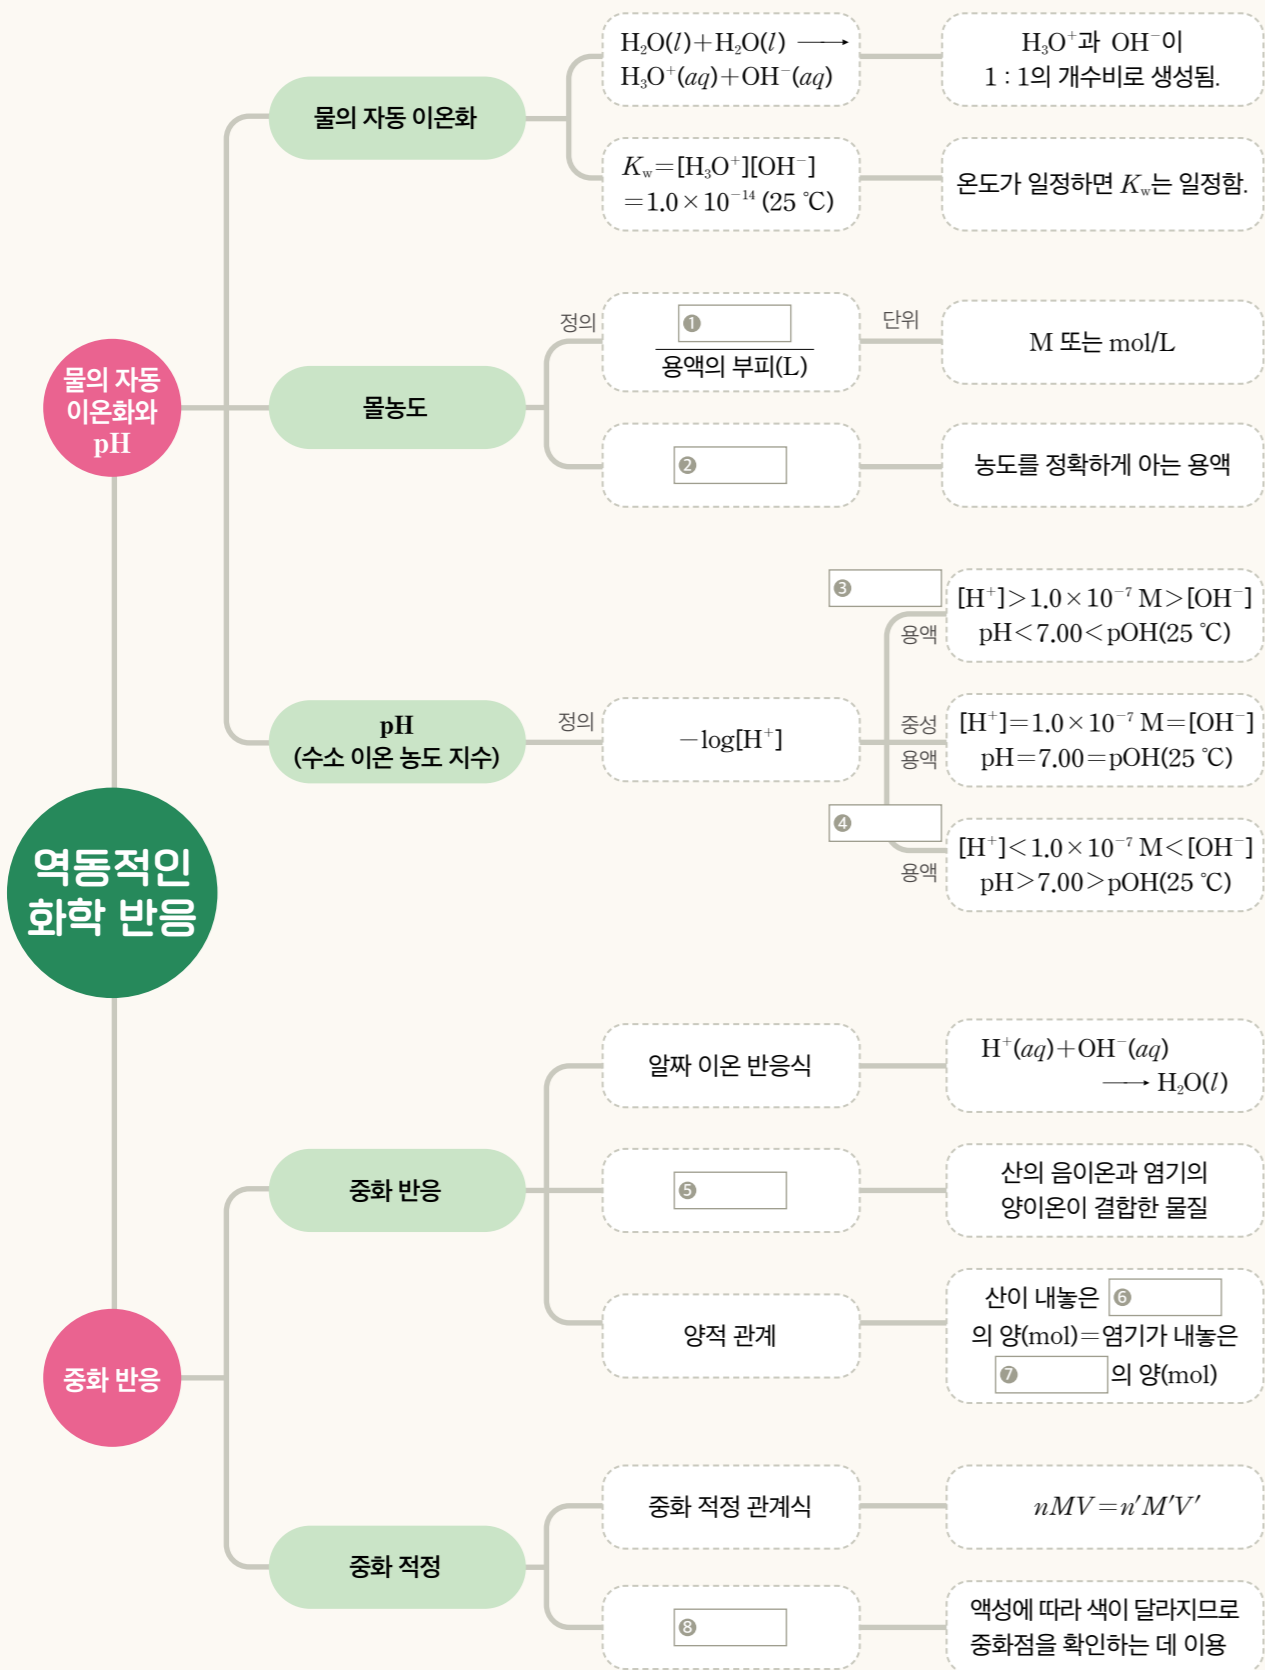 H₂O(l)+H₂O(l) ⟶
H₃O⁺(aq)+OH⁻(aq)
H₃O⁺과 OH⁻이
1 : 1의 개수비로 생성됨.
물의 자동 이온화
K_w=[H₃O⁺][OH⁻]
=1.0×10⁻¹⁴ (25 ℃)
온도가 일정하면 K_w는 일정함.
정의
❶
용액의 부피(L)
단위
M 또는 mol/L
물의 자동
이온화와
pH
몰농도
❷
농도를 정확하게 아는 용액
❸
용액
[H⁺]>1.0×10⁻⁷ M>[OH⁻]
pH<7.00<pOH(25 ℃)
pH
(수소 이온 농도 지수)
정의
−log[H⁺]
중성
용액
[H⁺]=1.0×10⁻⁷ M=[OH⁻]
pH=7.00=pOH(25 ℃)
❹
용액
[H⁺]<1.0×10⁻⁷ M<[OH⁻]
pH>7.00>pOH(25 ℃)
역동적인
화학 반응
알짜 이온 반응식
H⁺(aq)+OH⁻(aq)
⟶ H₂O(l)
중화 반응
❺
산의 음이온과 염기의
양이온이 결합한 물질
양적 관계
산이 내놓은 ❻
의 양(mol)=염기가 내놓은
❼ 의 양(mol)
중화 반응
중화 적정 관계식
nMV=n′M′V′
중화 적정
❽
액성에 따라 색이 달라지므로
중화점을 확인하는 데 이용